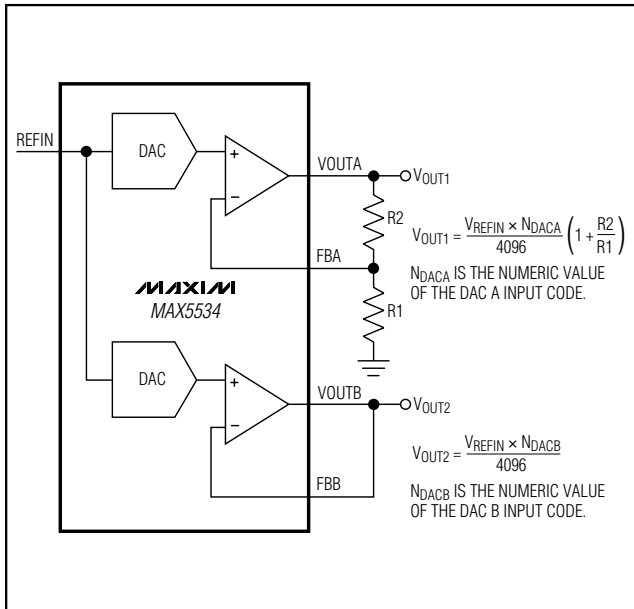 REFIN
DAC
+
−
VOUTA
VOUT1
R2
FBA
R1
VOUT1 = VREFIN × NDACA / 4096 (1 + R2/R1)
NDACA IS THE NUMERIC VALUE
OF THE DAC A INPUT CODE.
MAXIM
MAX5534
DAC
+
−
VOUTB
VOUT2
FBB
VOUT2 = VREFIN × NDACB / 4096
NDACB IS THE NUMERIC VALUE
OF THE DAC B INPUT CODE.